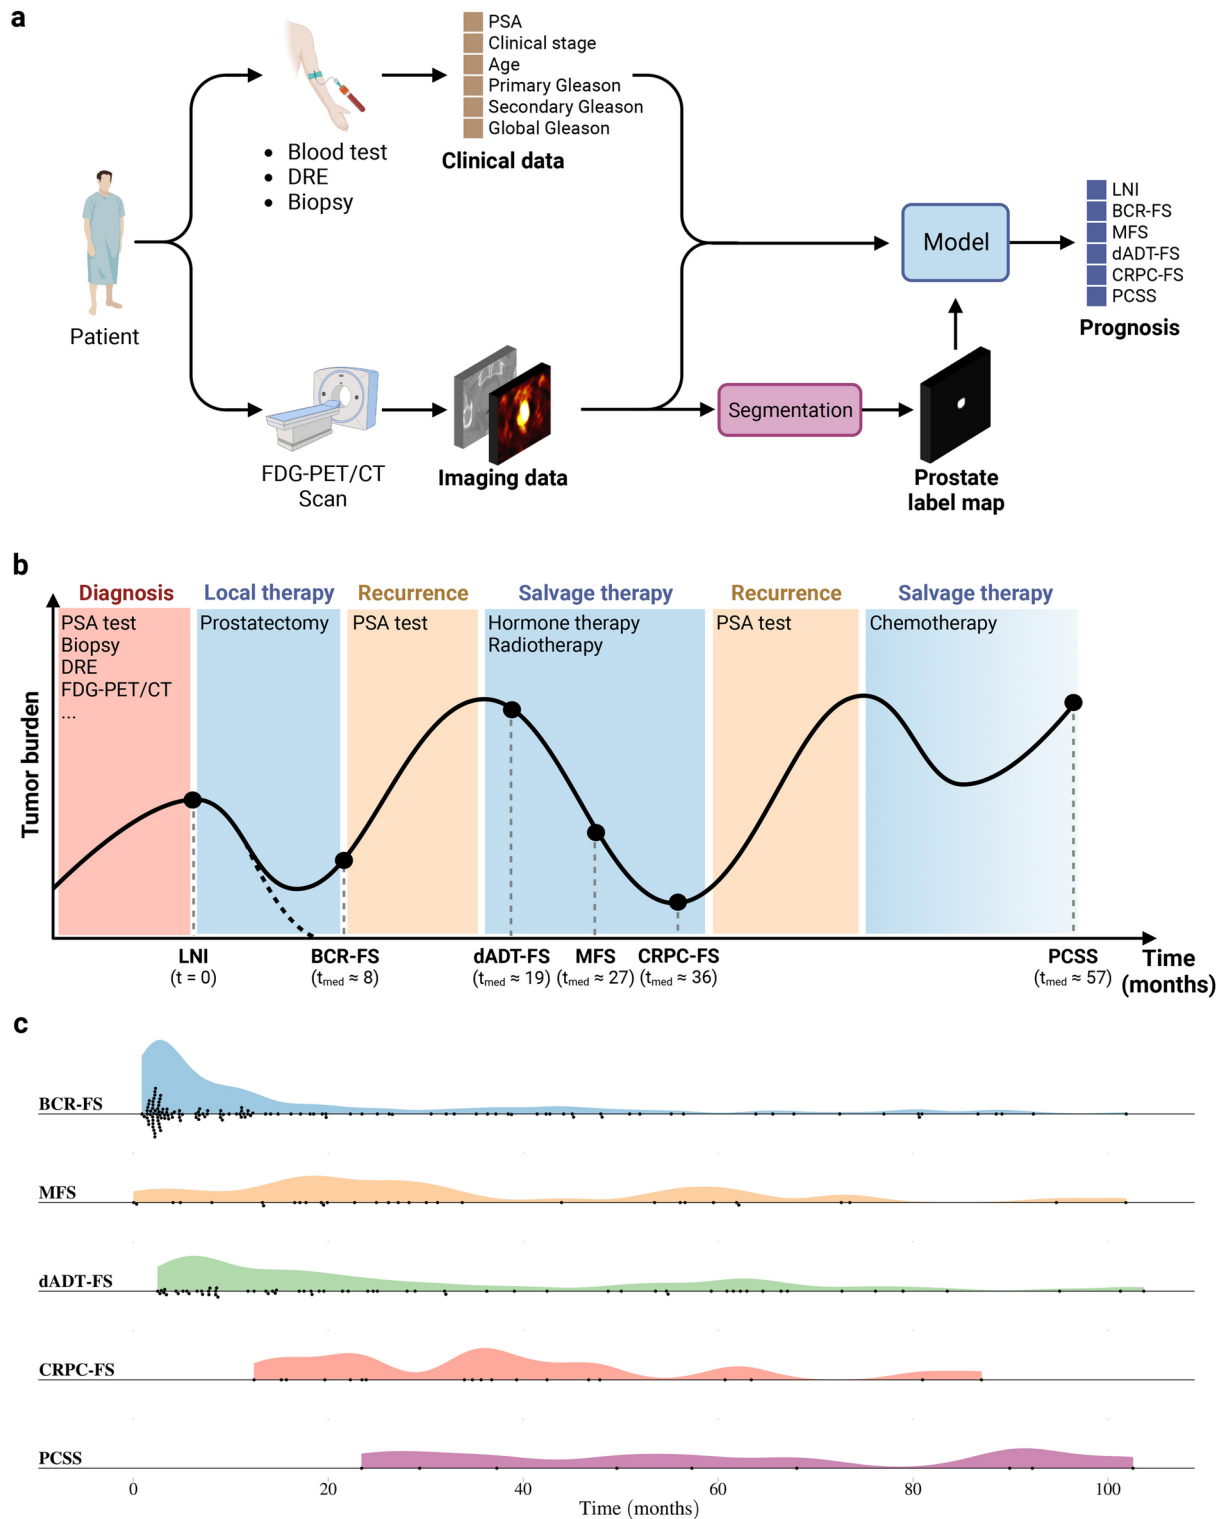 a
PSA
Clinical stage
Age
Primary Gleason
Secondary Gleason
Global Gleason
Clinical data
• Blood test
• DRE
• Biopsy
Patient
FDG-PET/CT
Scan
Imaging data
Segmentation
Prostate
label map
Model
LNI
BCR-FS
MFS
dADT-FS
CRPC-FS
PCSS
Prognosis
b
Diagnosis
Local therapy
Recurrence
Salvage therapy
Recurrence
Salvage therapy
PSA test
Biopsy
DRE
FDG-PET/CT
...
Prostatectomy
PSA test
Hormone therapy
Radiotherapy
PSA test
Chemotherapy
Tumor burden
LNI
(t = 0)
BCR-FS
(tmed ≈ 8)
dADT-FS
(tmed ≈ 19)
MFS
(tmed ≈ 27)
CRPC-FS
(tmed ≈ 36)
PCSS
(tmed ≈ 57)
Time
(months)
c
BCR-FS
MFS
dADT-FS
CRPC-FS
PCSS
0 20 40 60 80 100
Time (months)